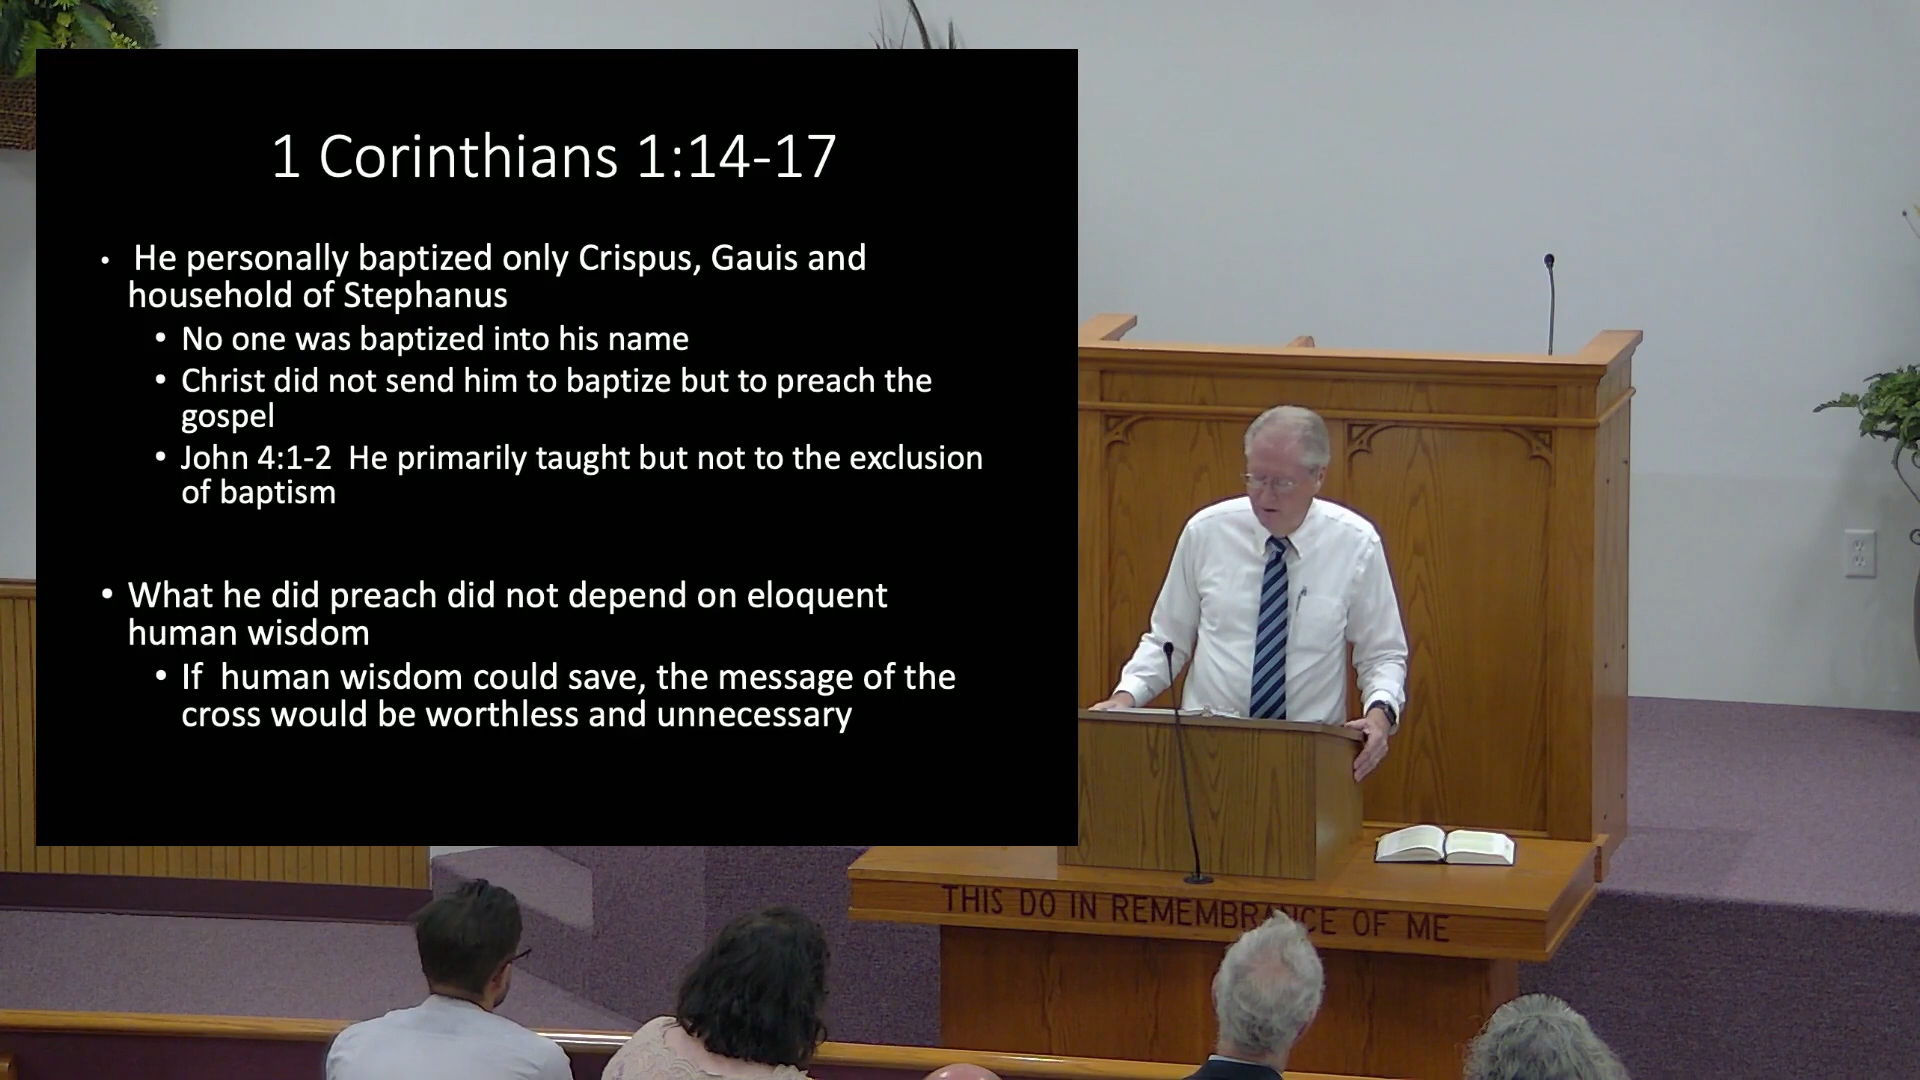 1 Corinthians 1:14-17
• He personally baptized only Crispus, Gauis and
household of Stephanus
• No one was baptized into his name
• Christ did not send him to baptize but to preach the
gospel
• John 4:1-2 He primarily taught but not to the exclusion
of baptism
• What he did preach did not depend on eloquent
human wisdom
• If human wisdom could save, the message of the
cross would be worthless and unnecessary
THIS DO IN REMEMBRANCE OF ME